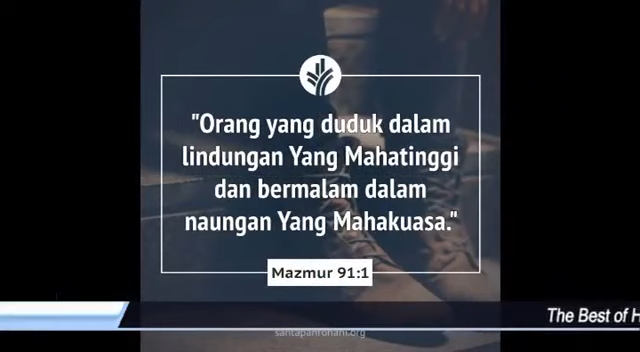 "Orang yang duduk dalam
lindungan Yang Mahatinggi
dan bermalam dalam
naungan Yang Mahakuasa."
Mazmur 91:1
The Best of H
santapanrohani.org